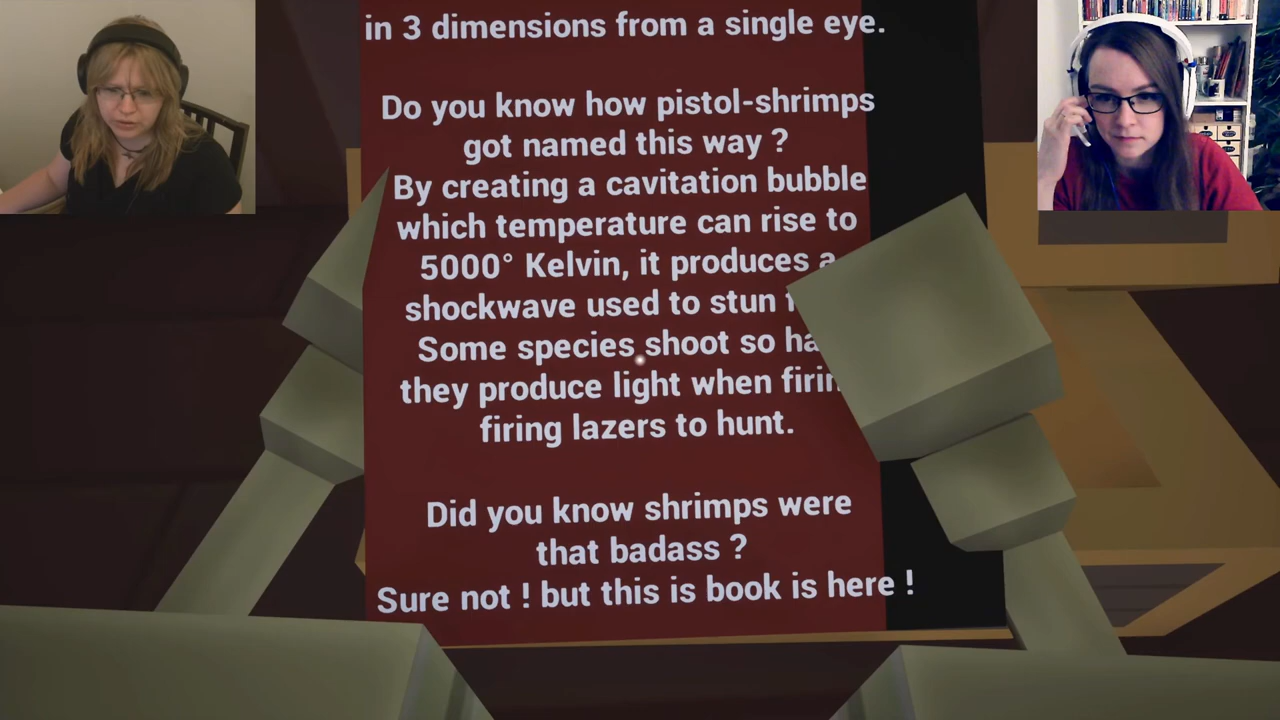 in 3 dimensions from a single eye.
Do you know how pistol-shrimps
got named this way ?
By creating a cavitation bubble
which temperature can rise to
5000° Kelvin, it produces a
shockwave used to stun
Some species shoot so
they produce light when
firing lazers to hunt.
Did you know shrimps were
that badass ?
Sure not ! but this is book is here !